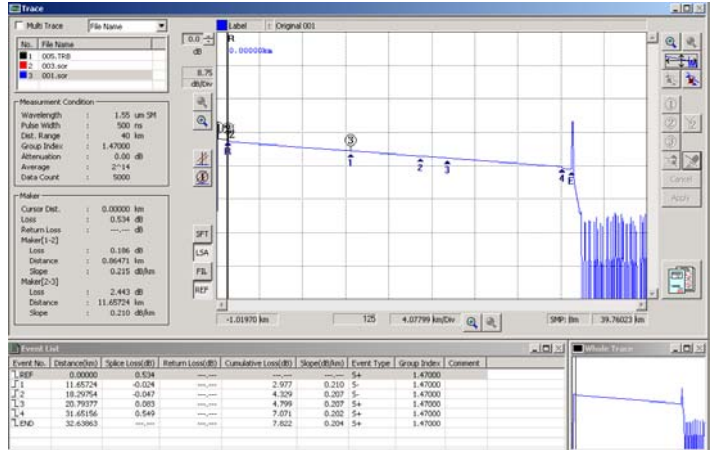 Trace
Multi Trace File Name
No. File Name
1 005.TRB
2 003.sor
3 001.sor
Measurement Condition
Wavelength : 1.55 um SM
Pulse Width : 500 ns
Dist. Range : 40 km
Group Index : 1.47000
Attenuation : 0.00 dB
Average : 2^14
Data Count : 5000
Maker
Cursor Dist. : 0.00000 km
Loss : 0.534 dB
Return Loss : ---.--- dB
Maker[1-2]
Loss : 0.186 dB
Distance : 0.86471 km
Slope : 0.215 dB/km
Maker[2-3]
Loss : 2.443 dB
Distance : 11.65724 km
Slope : 0.210 dB/km
0.0
dB
8.75
dB/Div
SFT
LSA
FIL
REF
Label : Original 001
R
0.00000km
R
3
1
2
3
4
E
-1.01970 km 125 4.07799 km/Div SMP: 8m 39.76023 km
1
2
3
Cancel
Apply
Event List
Event No. Distance(km) Splice Loss(dB) Return Loss(dB) Cumulative Loss(dB) Slope(dB/km) Event Type Group Index Comment
REF 0.00000 0.534 ---.--- ---.--- ---.--- S+ 1.47000
1 11.65724 -0.024 ---.--- 2.977 0.210 S- 1.47000
2 18.29754 -0.047 ---.--- 4.329 0.207 S- 1.47000
3 20.79377 0.083 ---.--- 4.799 0.207 S+ 1.47000
4 31.65156 0.549 ---.--- 7.071 0.202 S+ 1.47000
END 32.63863 ---.--- ---.--- 7.822 0.204 S+ 1.47000
Whole Trace